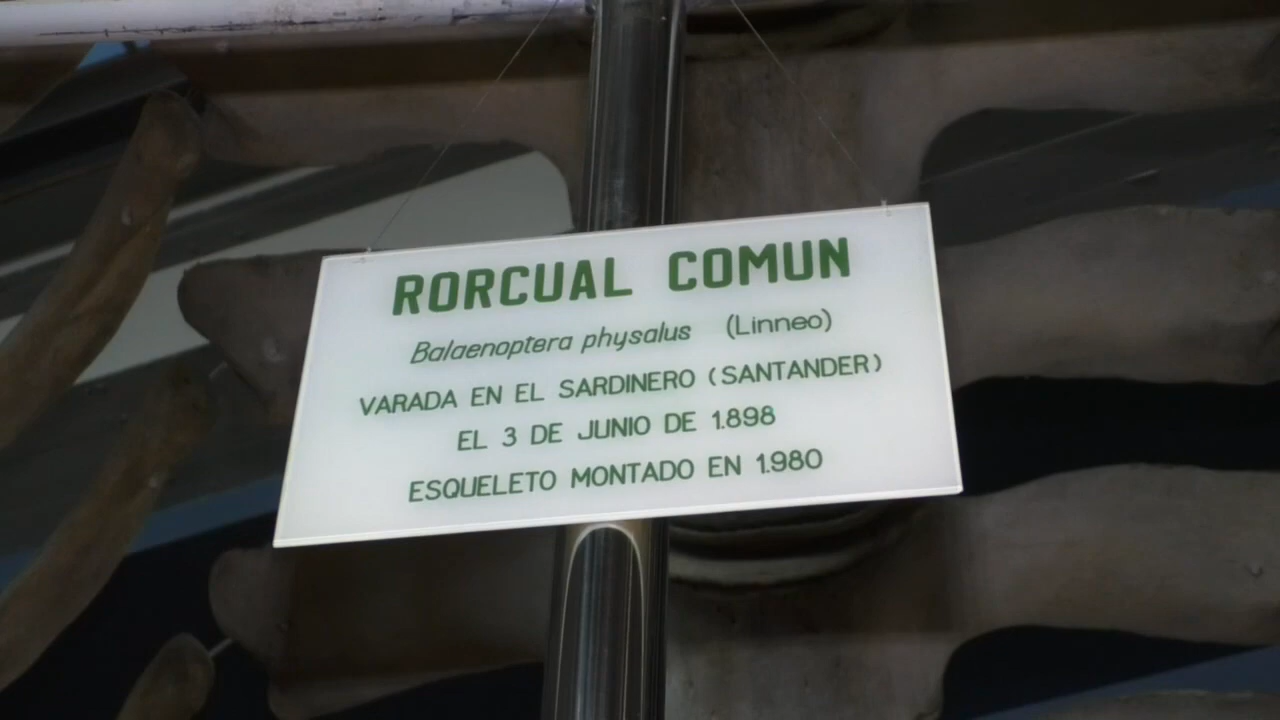 RORCUAL COMUN
Balaenoptera physalus (Linneo)
VARADA EN EL SARDINERO (SANTANDER)
EL 3 DE JUNIO DE 1.898
ESQUELETO MONTADO EN 1.980